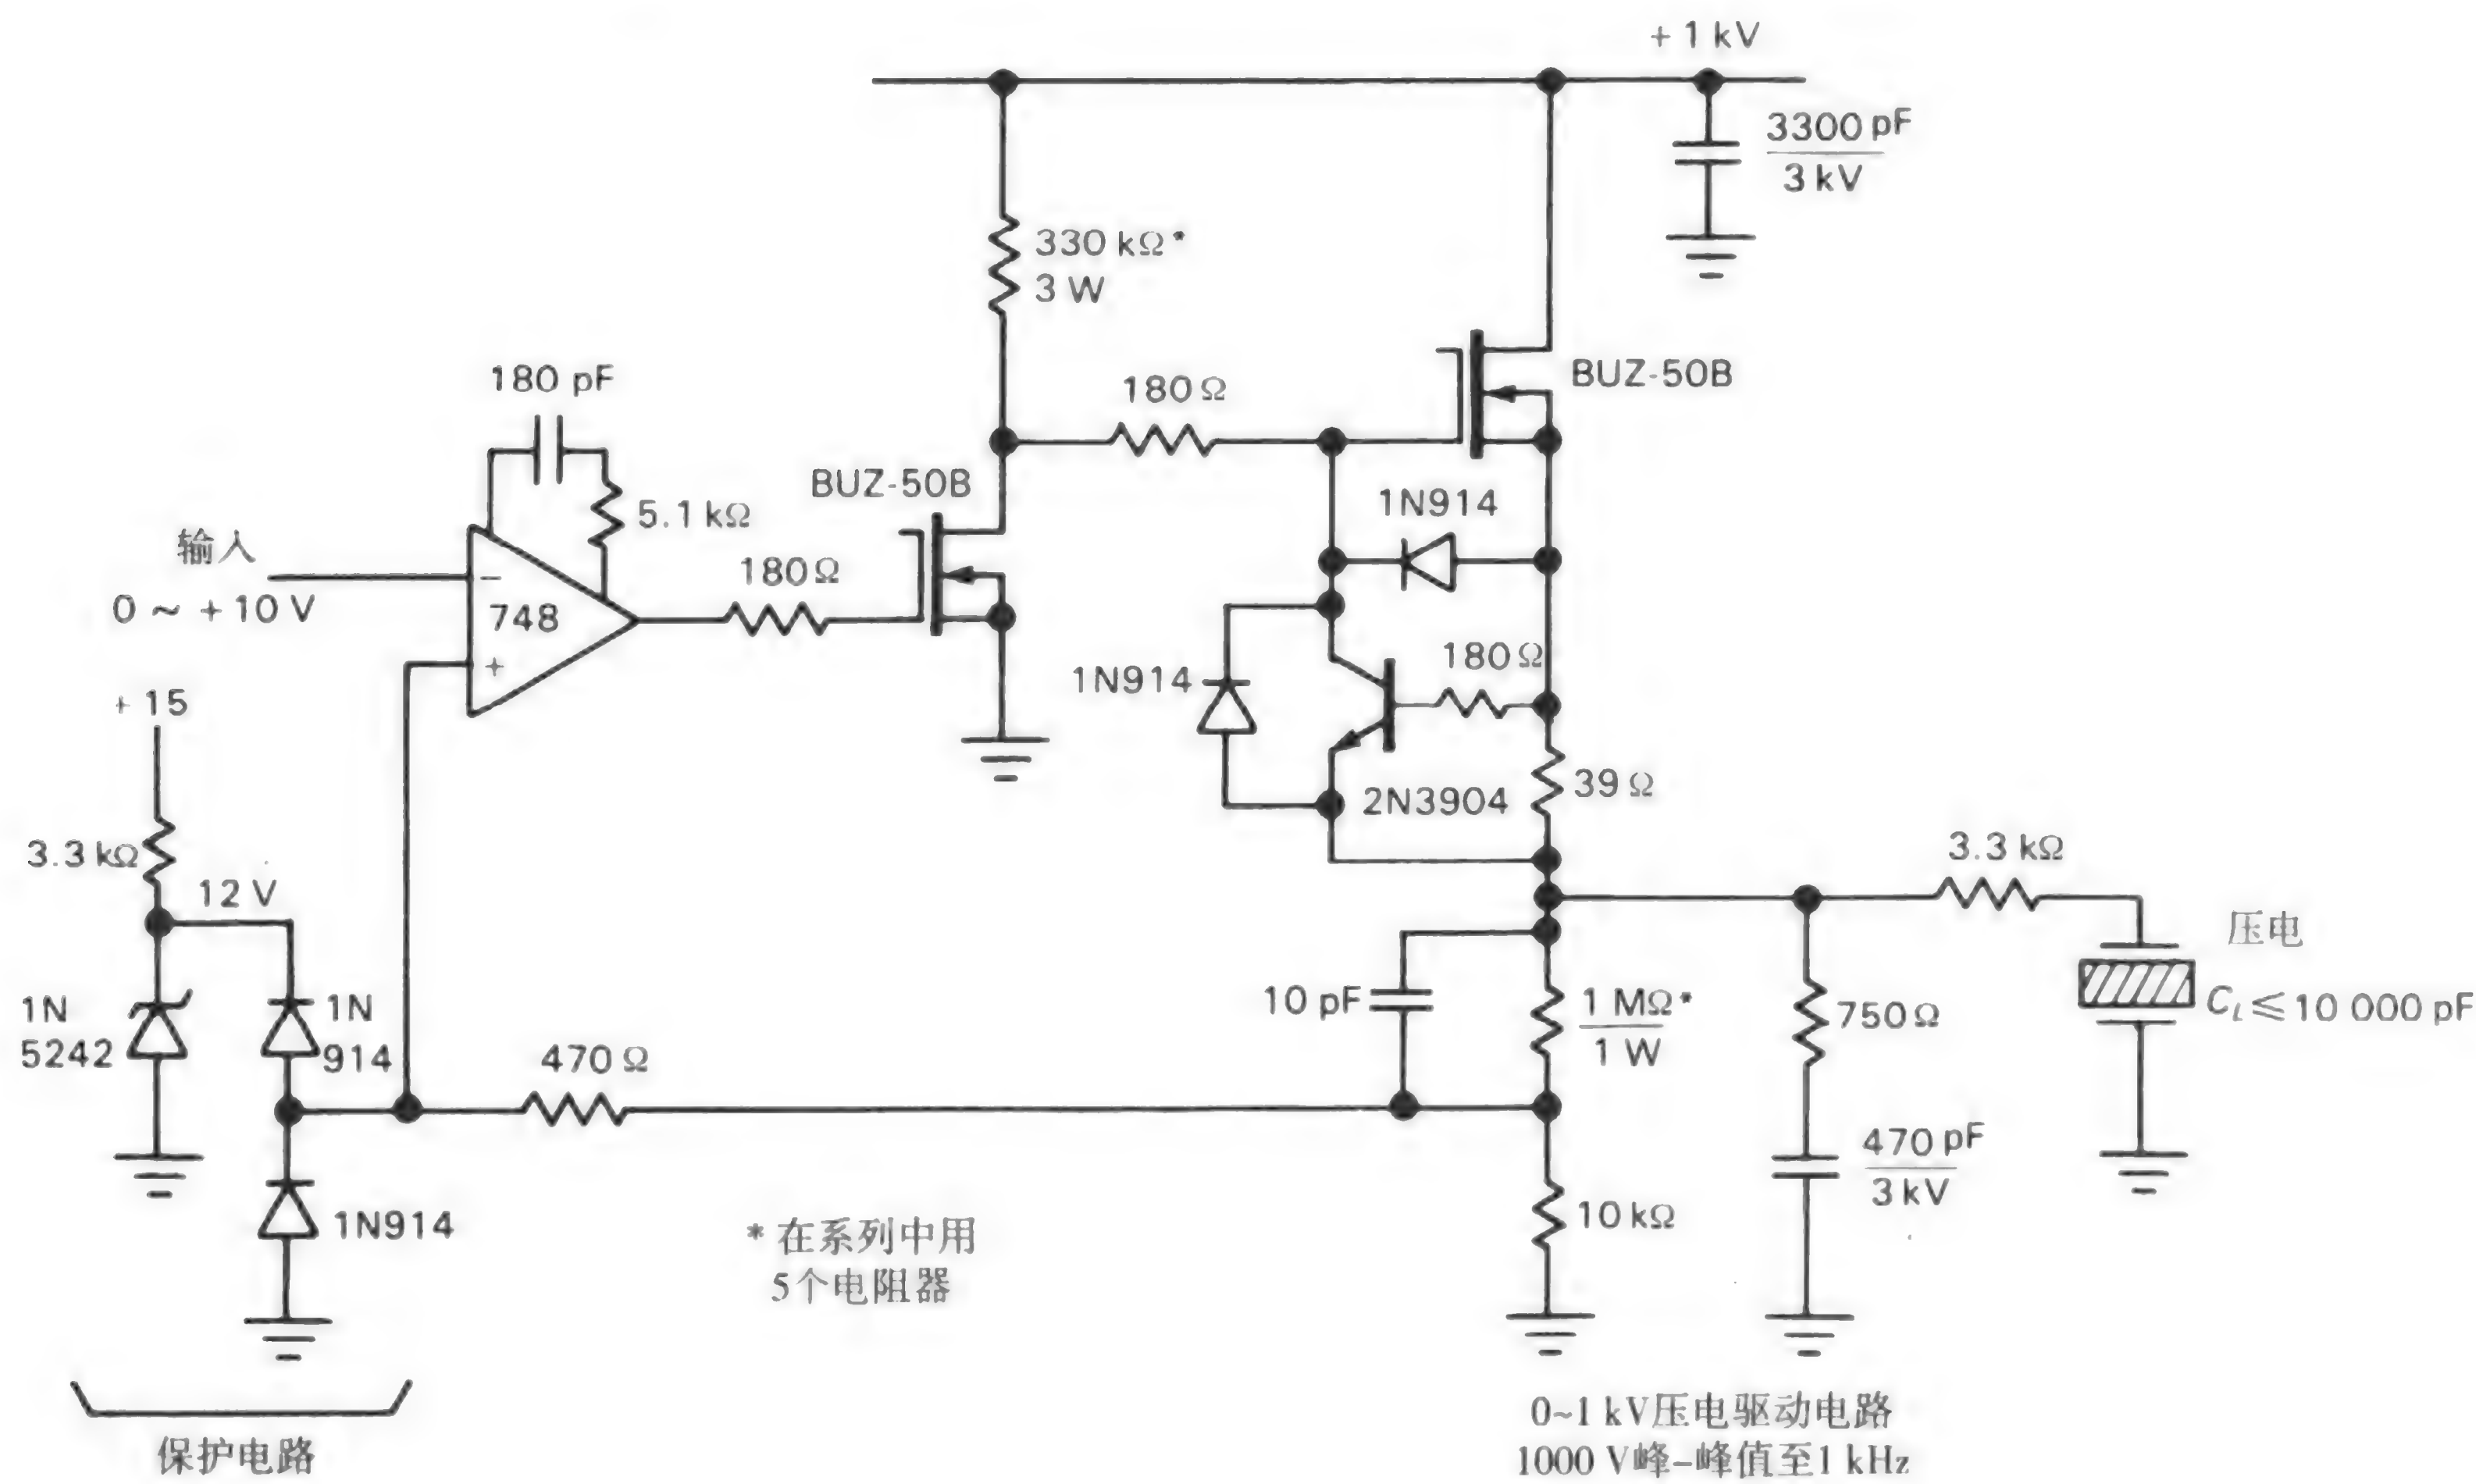 + 1 kV
3300 pF
3 kV
330 kΩ*
3 W
BUZ-50B
180 Ω
180 pF
BUZ-50B
1N914
5.1 kΩ
输入
180 Ω
0 ~ +10 V
−
748
+
180 Ω
1N914
+ 15
39 Ω
2N3904
3.3 kΩ
3.3 kΩ
12 V
压电
1N
5242
1N
914
10 pF
1 MΩ*
1 W
750 Ω
C_L ≤ 10 000 pF
470 Ω
470 pF
3 kV
1N914
10 kΩ
* 在系列中用
5个电阻器
保护电路
0~1 kV压电驱动电路
1000 V峰-峰值至1 kHz